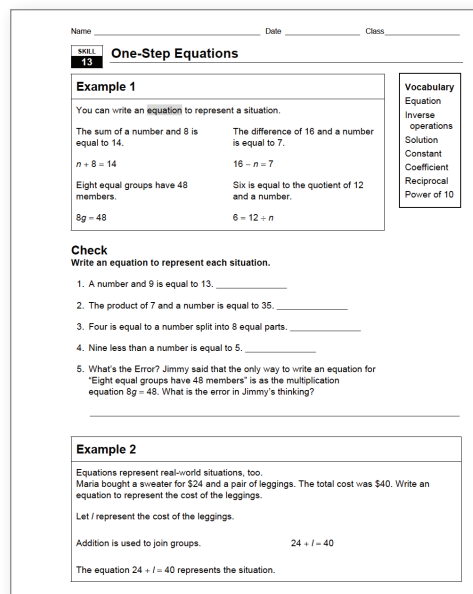 Name ____________ Date ____________ Class ____________
SKILL 13 One-Step Equations
Example 1
You can write an equation to represent a situation.
The sum of a number and 8 is equal to 14.
n + 8 = 14
The difference of 16 and a number is equal to 7.
16 − n = 7
Eight equal groups have 48 members.
8g = 48
Six is equal to the quotient of 12 and a number.
6 = 12 ÷ n
Vocabulary
Equation
Inverse operations
Solution
Constant
Coefficient
Reciprocal
Power of 10
Check
Write an equation to represent each situation.
1. A number and 9 is equal to 13. ____________
2. The product of 7 and a number is equal to 35. ____________
3. Four is equal to a number split into 8 equal parts. ____________
4. Nine less than a number is equal to 5. ____________
5. What's the Error? Jimmy said that the only way to write an equation for
"Eight equal groups have 48 members" is as the multiplication
equation 8g = 48. What is the error in Jimmy's thinking?
Example 2
Equations represent real-world situations, too.
Maria bought a sweater for $24 and a pair of leggings. The total cost was $40. Write an
equation to represent the cost of the leggings.
Let l represent the cost of the leggings.
Addition is used to join groups. 24 + l = 40
The equation 24 + l = 40 represents the situation.